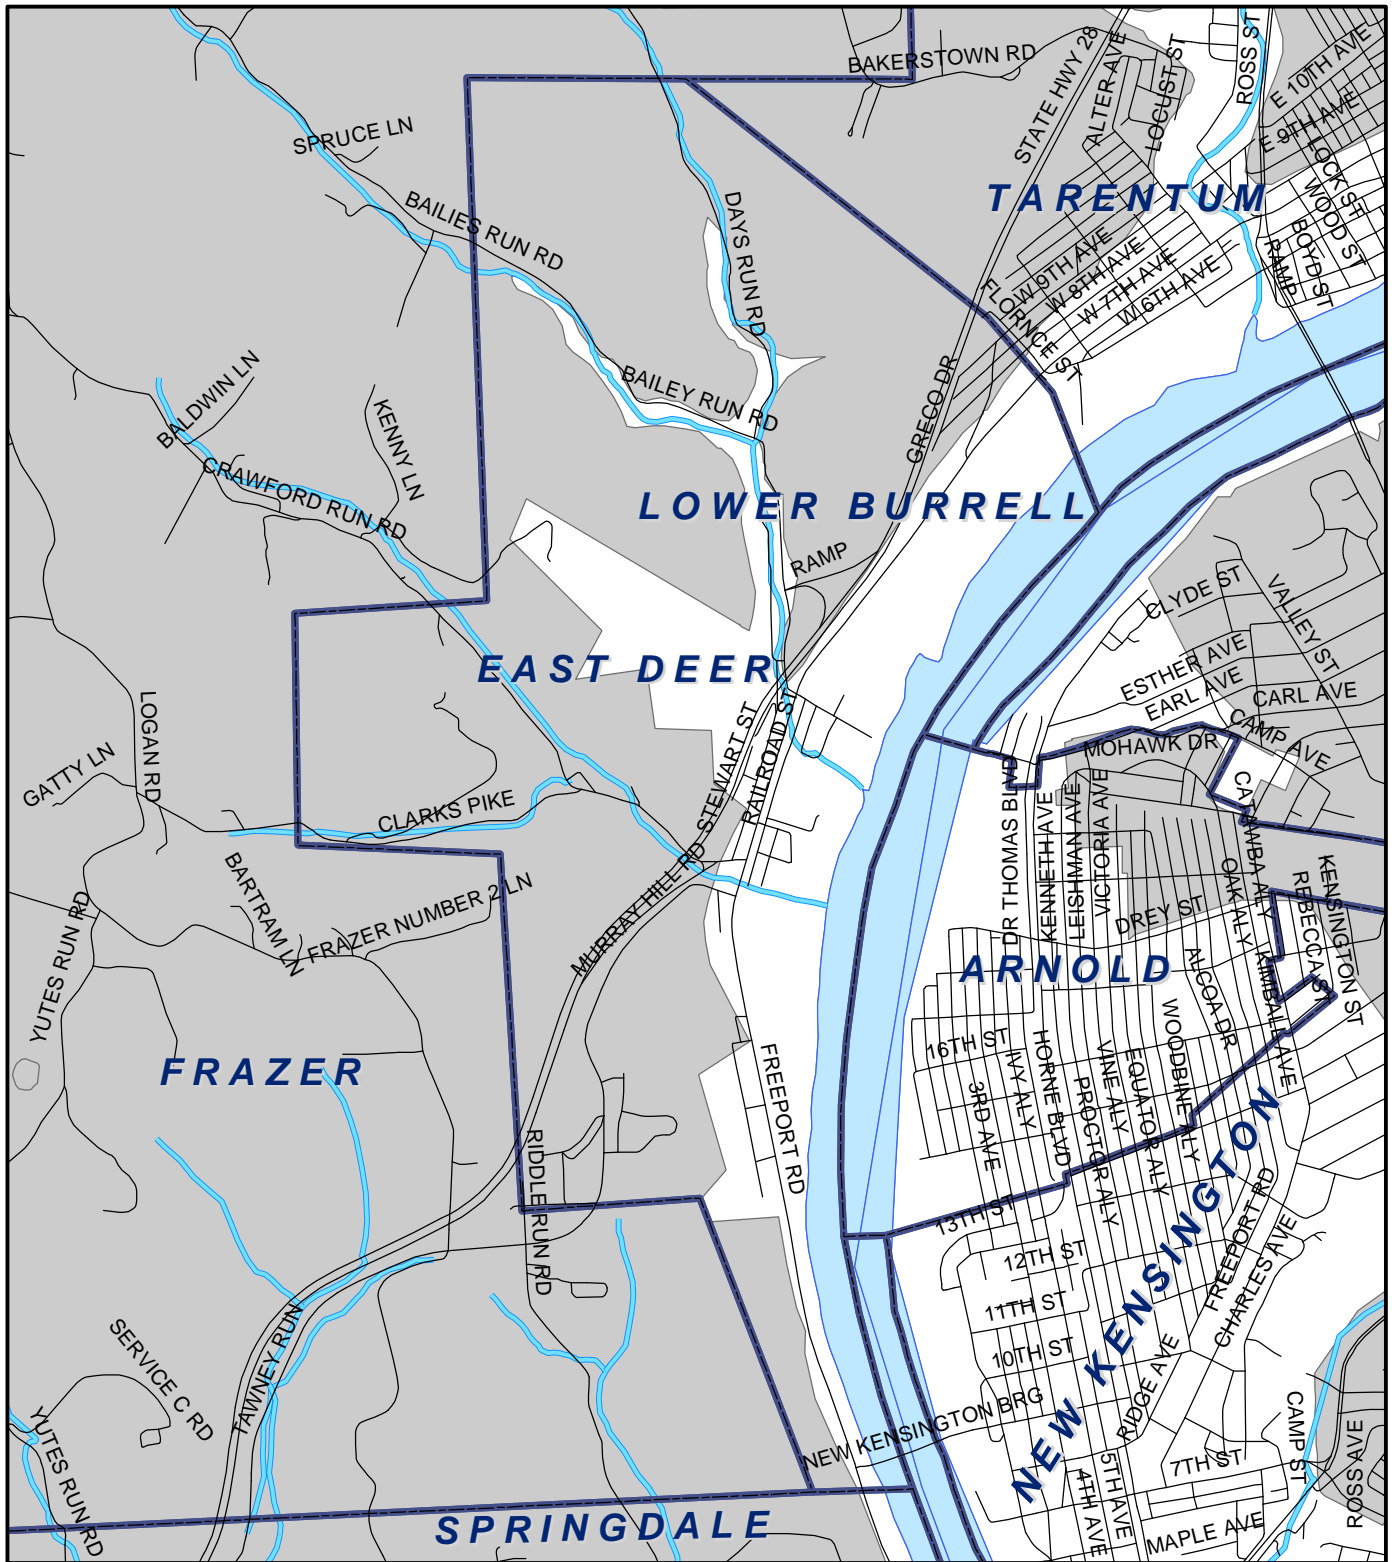 BAKERSTOWN RD
STATE HWY 28
ALTER AVE
LOCUST ST
ROSS ST
E 10TH AVE
E 9TH AVE
LOCK ST
WOOD ST
BOYD ST
RAMP
SPRUCE LN
BAILIES RUN RD
DAYS RUN RD
TARENTUM
W 9TH AVE
W 8TH AVE
W 7TH AVE
W 6TH AVE
FLORNCE ST
GRECO DR
BALDWIN LN
KENNY LN
BAILEY RUN RD
CRAWFORD RUN RD
LOWER BURRELL
RAMP
CLYDE ST
VALLEY ST
ESTHER AVE
EARL AVE
CARL AVE
CAMP AVE
EAST DEER
LOGAN RD
GATTY LN
STEWART ST
RAILROAD ST
MOHAWK DR
DR THOMAS BLVD
KENNETH AVE
LEISHMAN AVE
VICTORIA AVE
CATAWBA ALY
OAK ALY
CLARKS PIKE
BARTRAM LN
FRAZER NUMBER 2 LN
MURRAY HILL RD
YUTES RUN RD
DREY ST
KENSINGTON ST
REBECCA ST
KIMBALL AVE
ALCOA DR
ARNOLD
FRAZER
FREEPORT RD
16TH ST
3RD AVE
IVY ALY
HORNE BLVD
PROCTOR ALY
VINE ALY
EQUATOR ALY
WOODBINE ALY
RIDDLE RUN RD
13TH ST
12TH ST
11TH ST
10TH ST
NEW KENSINGTON
FREEPORT RD
CHARLES AVE
RIDGE AVE
NEW KENSINGTON BRG
SERVICE C RD
TAWNEY RUN
YUTES RUN RD
7TH ST
CAMP ST
ROSS AVE
5TH AVE
4TH AVE
MAPLE AVE
SPRINGDALE